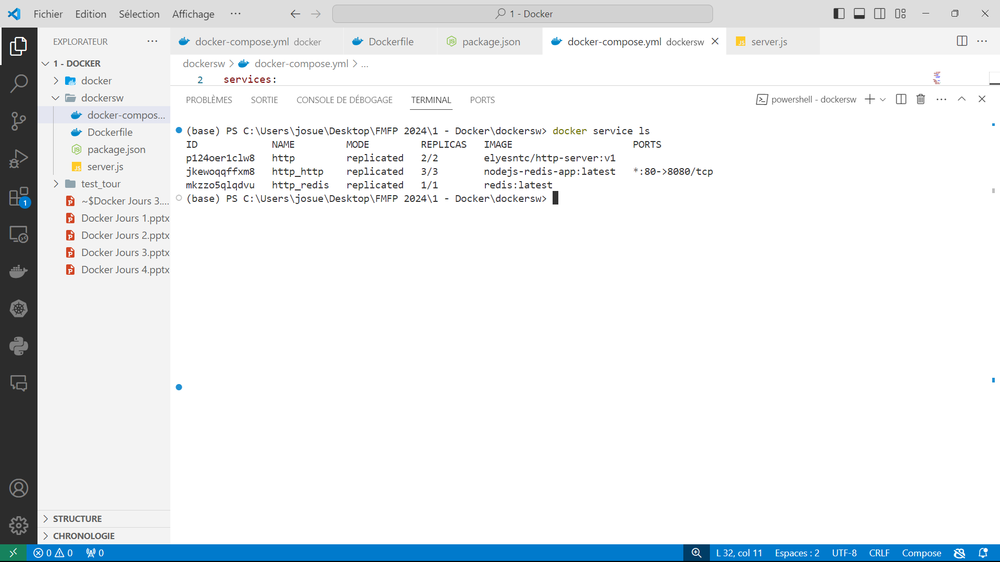 Fichier Edition Sélection Affichage ··· 1 - Docker
EXPLORATEUR ···
docker-compose.yml docker Dockerfile package.json docker-compose.yml dockersw server.js ···
1 - DOCKER
docker
dockersw
docker-compos...
Dockerfile
package.json
server.js
test_tour
~$Docker Jours 3....
Docker Jours 1.pptx
Docker Jours 2.pptx
Docker Jours 3.pptx
Docker Jours 4.pptx
1
STRUCTURE
CHRONOLOGIE
dockersw > docker-compose.yml > ...
2 services:
PROBLÈMES SORTIE CONSOLE DE DÉBOGAGE TERMINAL PORTS powershell - dockersw ···
(base) PS C:\Users\josue\Desktop\FMFP 2024\1 - Docker\dockersw> docker service ls
ID NAME MODE REPLICAS IMAGE PORTS
p124oer1clw8 http replicated 2/2 elyesntc/http-server:v1
jkewoqqffxm8 http_http replicated 3/3 nodejs-redis-app:latest *:80->8080/tcp
mkzzo5qlqdvu http_redis replicated 1/1 redis:latest
(base) PS C:\Users\josue\Desktop\FMFP 2024\1 - Docker\dockersw>
0 0 0 L 32, col 11 Espaces : 2 UTF-8 CRLF Compose